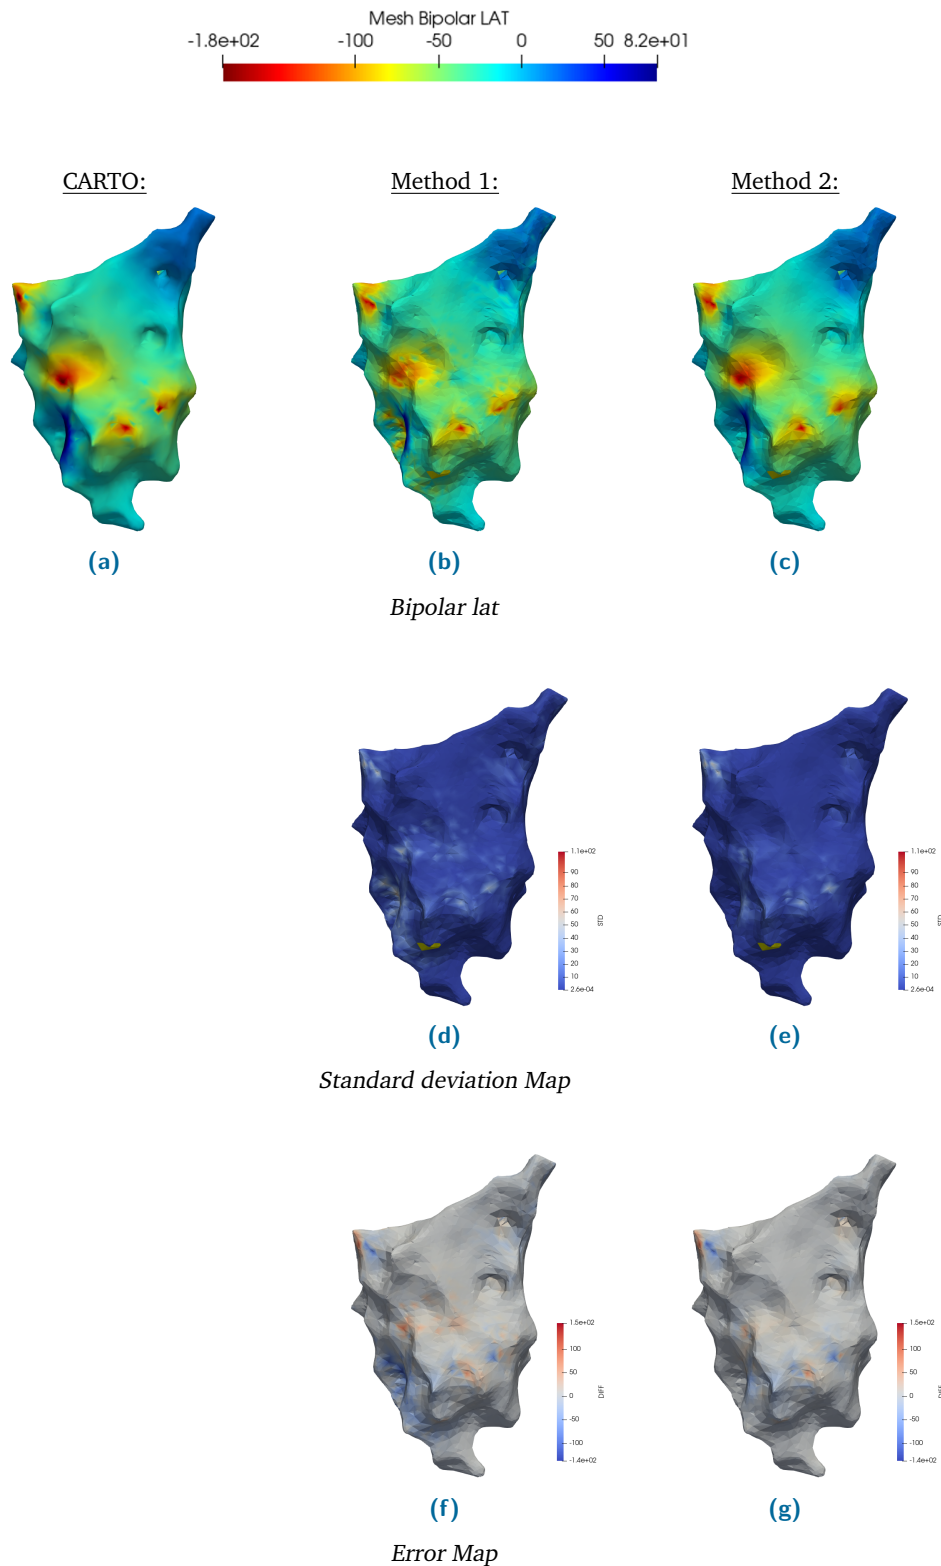 Mesh Bipolar LAT
-1.8e+02 -100 -50 0 50 8.2e+01
CARTO: Method 1: Method 2:
(a) (b) (c)
Bipolar lat
1.1e+02 1.1e+02
90 90
80 80
70 70
60 60
50 50
40 40
30 30
20 20
10 10
2.6e-04 2.6e-04
STD STD
(d) (e)
Standard deviation Map
1.5e+02 1.5e+02
100 100
50 50
0 0
-50 -50
-100 -100
-1.4e+02 -1.4e+02
DIFF DIFF
(f) (g)
Error Map